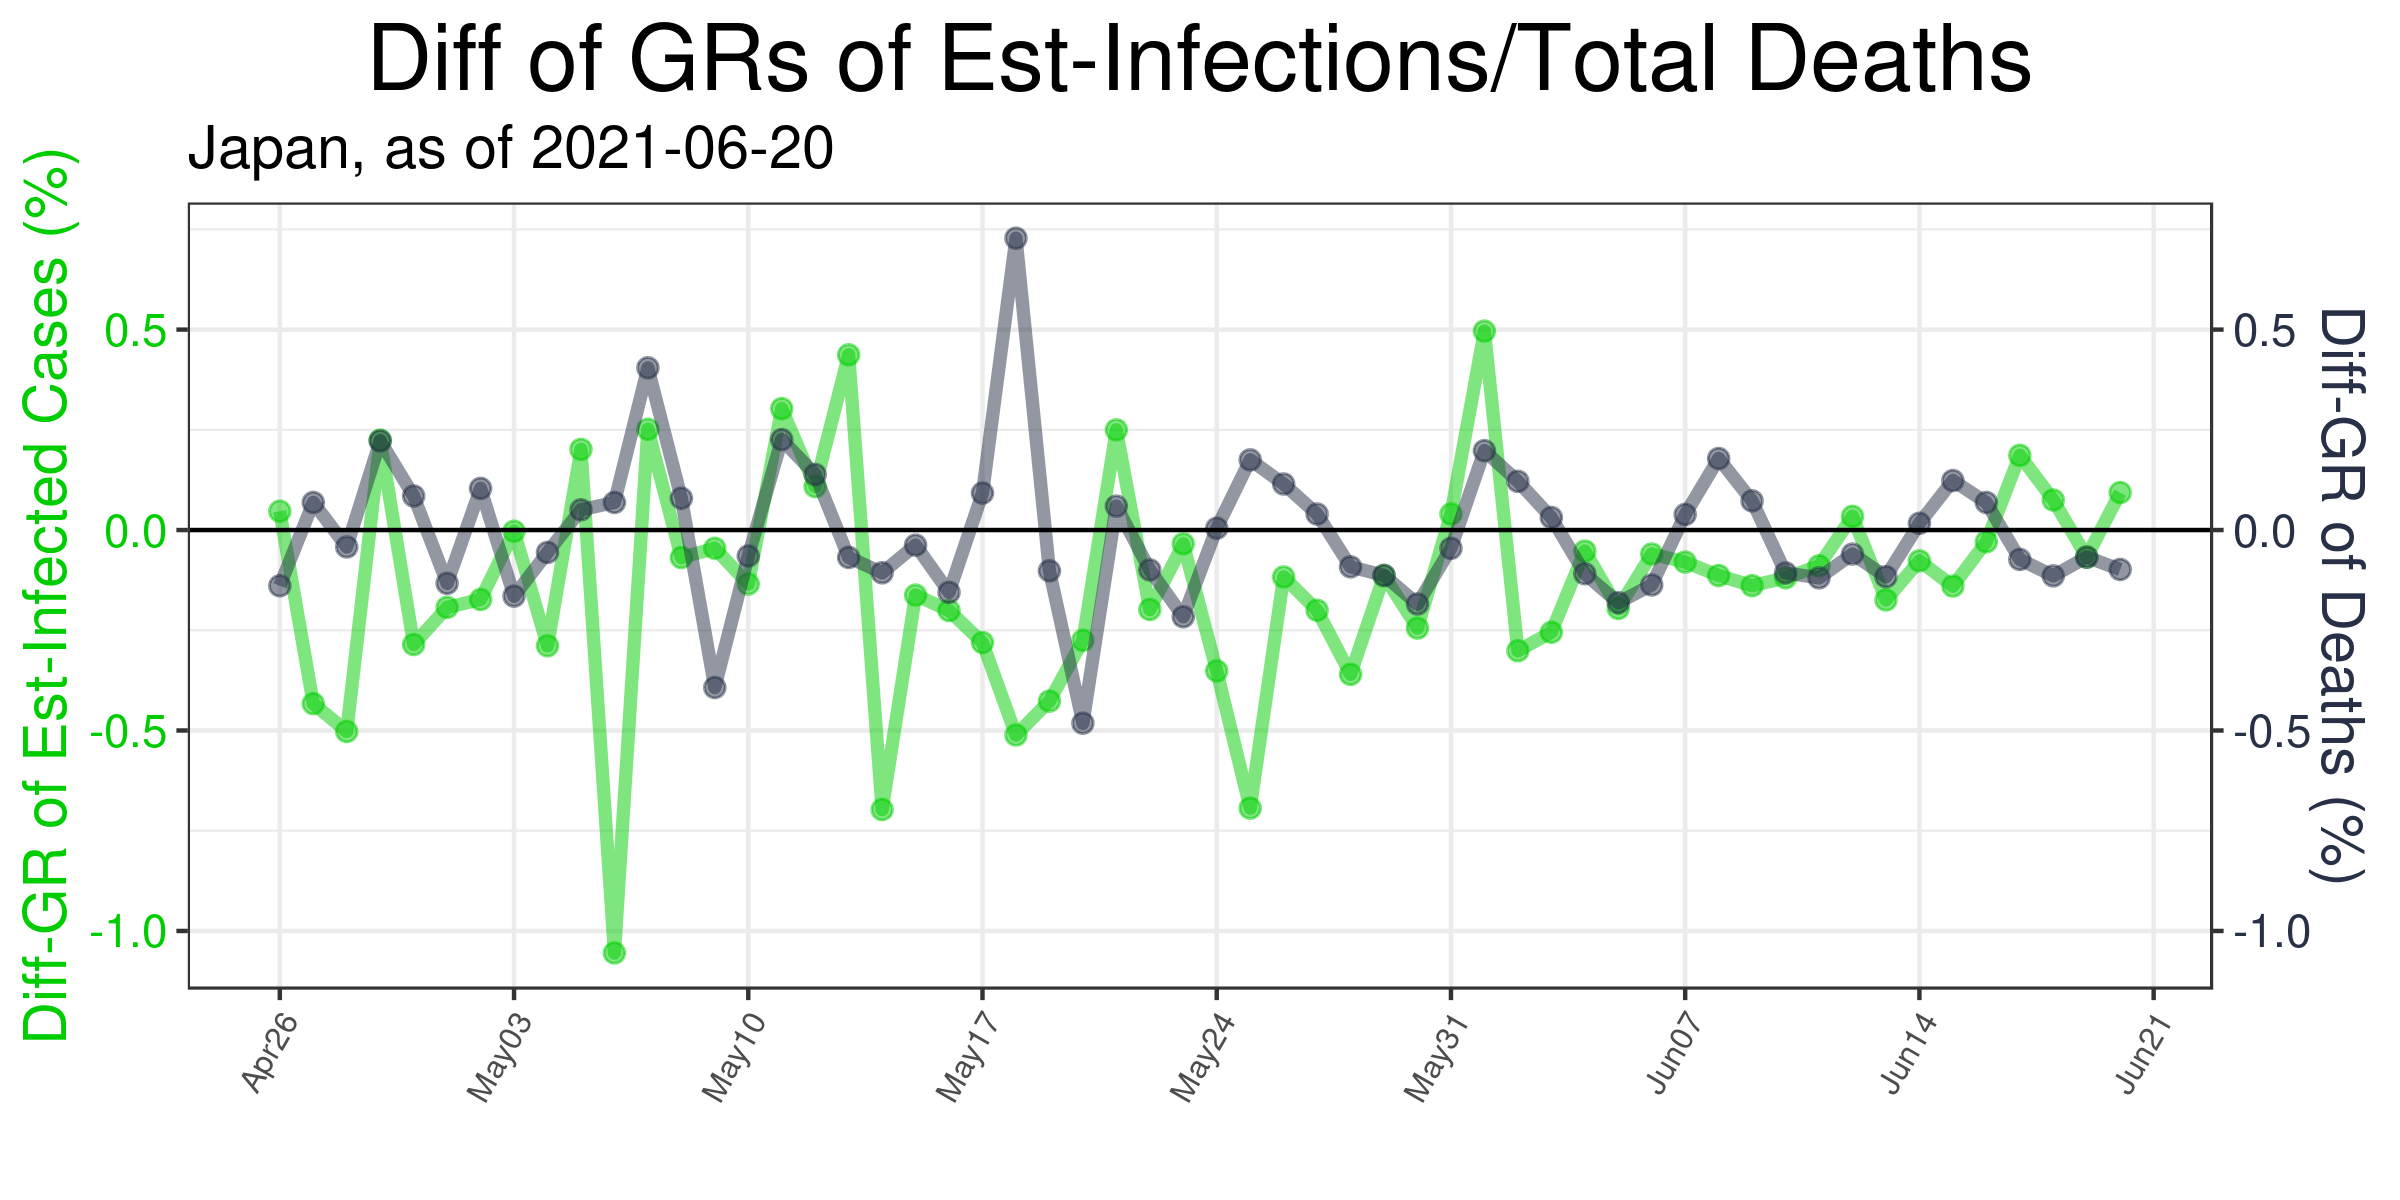 Diff of GRs of Est-Infections/Total Deaths
Japan, as of 2021-06-20
Diff-GR of Est-Infected Cases (%)
0.5
0.0
-0.5
-1.0
0.5
0.0
-0.5
-1.0
Diff-GR of Deaths (%)
Apr26
May03
May10
May17
May24
May31
Jun07
Jun14
Jun21